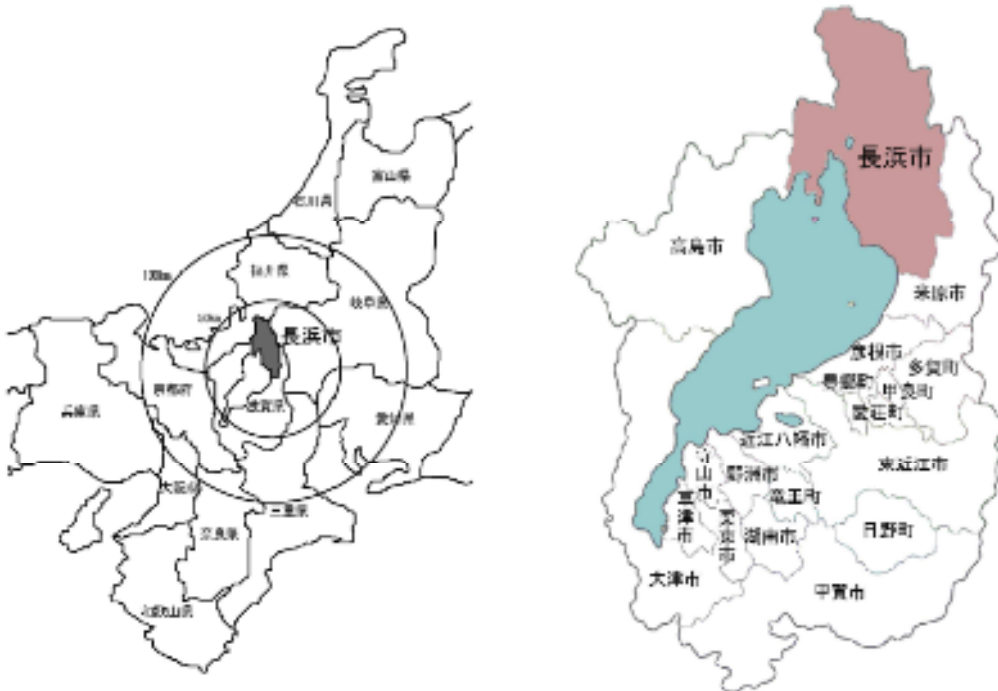 富山県
石川県
福井県
100km
岐阜県
50km
長浜市
京都府
兵庫県
滋賀県
愛知県
大阪府
三重県
奈良県
和歌山県
長浜市
高島市
米原市
彦根市
多賀町
豊郷町
甲良町
愛荘町
近江八幡市
東近江市
守山市
野洲市
竜王町
草津市
栗東市
湖南市
日野町
大津市
甲賀市